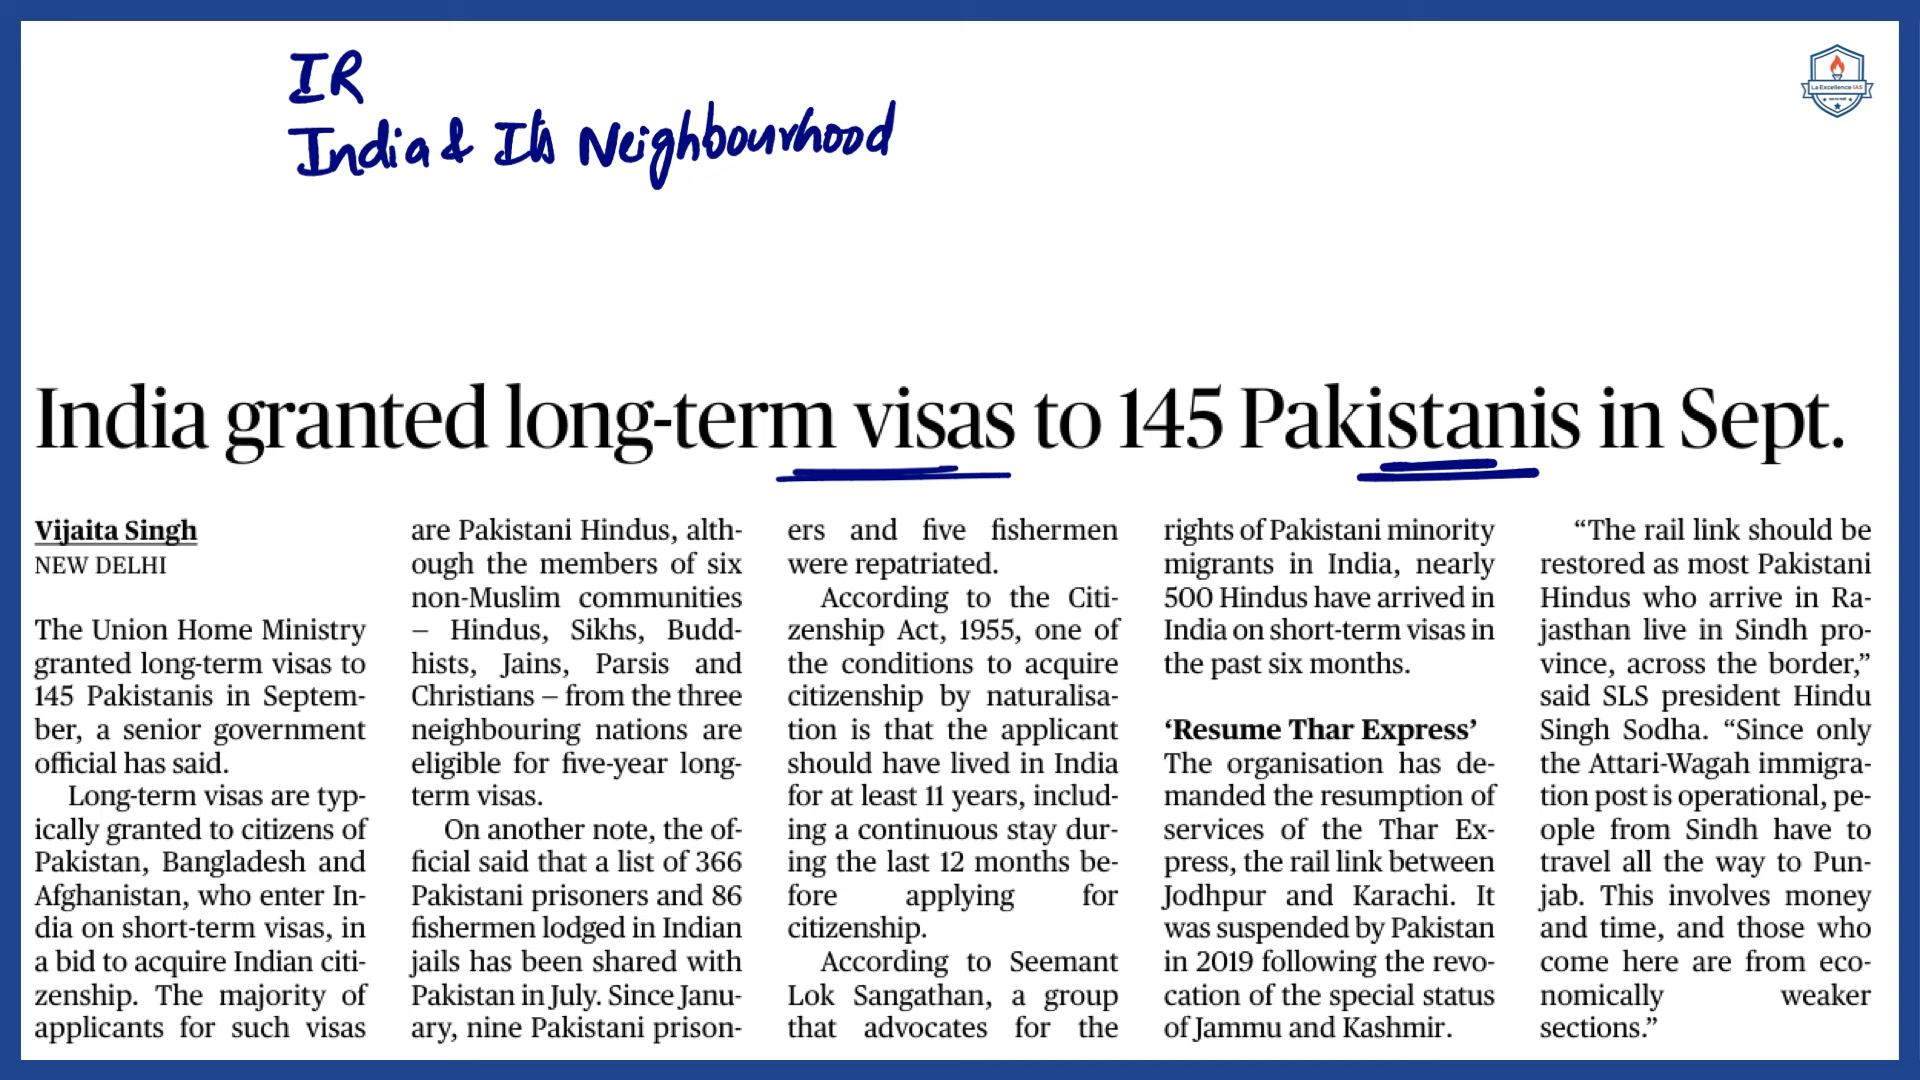 IR
India & Its Neighbourhood
La Excellence IAS
India granted long-term visas to 145 Pakistanis in Sept.
Vijaita Singh
NEW DELHI
The Union Home Ministry
granted long-term visas to
145 Pakistanis in Septem-
ber, a senior government
official has said.
Long-term visas are typ-
ically granted to citizens of
Pakistan, Bangladesh and
Afghanistan, who enter In-
dia on short-term visas, in
a bid to acquire Indian citi-
zenship. The majority of
applicants for such visas
are Pakistani Hindus, alth-
ough the members of six
non-Muslim communities
– Hindus, Sikhs, Budd-
hists, Jains, Parsis and
Christians – from the three
neighbouring nations are
eligible for five-year long-
term visas.
On another note, the of-
ficial said that a list of 366
Pakistani prisoners and 86
fishermen lodged in Indian
jails has been shared with
Pakistan in July. Since Janu-
ary, nine Pakistani prison-
ers and five fishermen
were repatriated.
According to the Citi-
zenship Act, 1955, one of
the conditions to acquire
citizenship by naturalisa-
tion is that the applicant
should have lived in India
for at least 11 years, includ-
ing a continuous stay dur-
ing the last 12 months be-
fore applying for
citizenship.
According to Seemant
Lok Sangathan, a group
that advocates for the
rights of Pakistani minority
migrants in India, nearly
500 Hindus have arrived in
India on short-term visas in
the past six months.
‘Resume Thar Express’
The organisation has de-
manded the resumption of
services of the Thar Ex-
press, the rail link between
Jodhpur and Karachi. It
was suspended by Pakistan
in 2019 following the revo-
cation of the special status
of Jammu and Kashmir.
“The rail link should be
restored as most Pakistani
Hindus who arrive in Ra-
jasthan live in Sindh pro-
vince, across the border,”
said SLS president Hindu
Singh Sodha. “Since only
the Attari-Wagah immigra-
tion post is operational, pe-
ople from Sindh have to
travel all the way to Pun-
jab. This involves money
and time, and those who
come here are from eco-
nomically weaker
sections.”